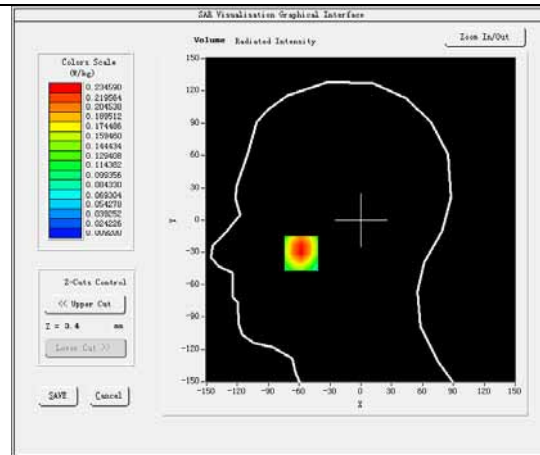 SAR Visualisation Graphical Interface
Volume Radiated Intensity
Zoom In/Out
Colors Scale
(W/kg)
0.234590
0.219564
0.204538
0.189512
0.174486
0.159460
0.144434
0.129408
0.114382
0.099356
0.084330
0.069304
0.054278
0.039252
0.024226
0.009200
Z-Cuts Control
<< Upper Cut
Z = 3.4 mm
Lower Cut >>
SAVE
Cancel
150
120
90
60
30
0
-30
-60
-90
-120
-150
Y
-150 -120 -90 -60 -30 0 30 60 90 120 150
X